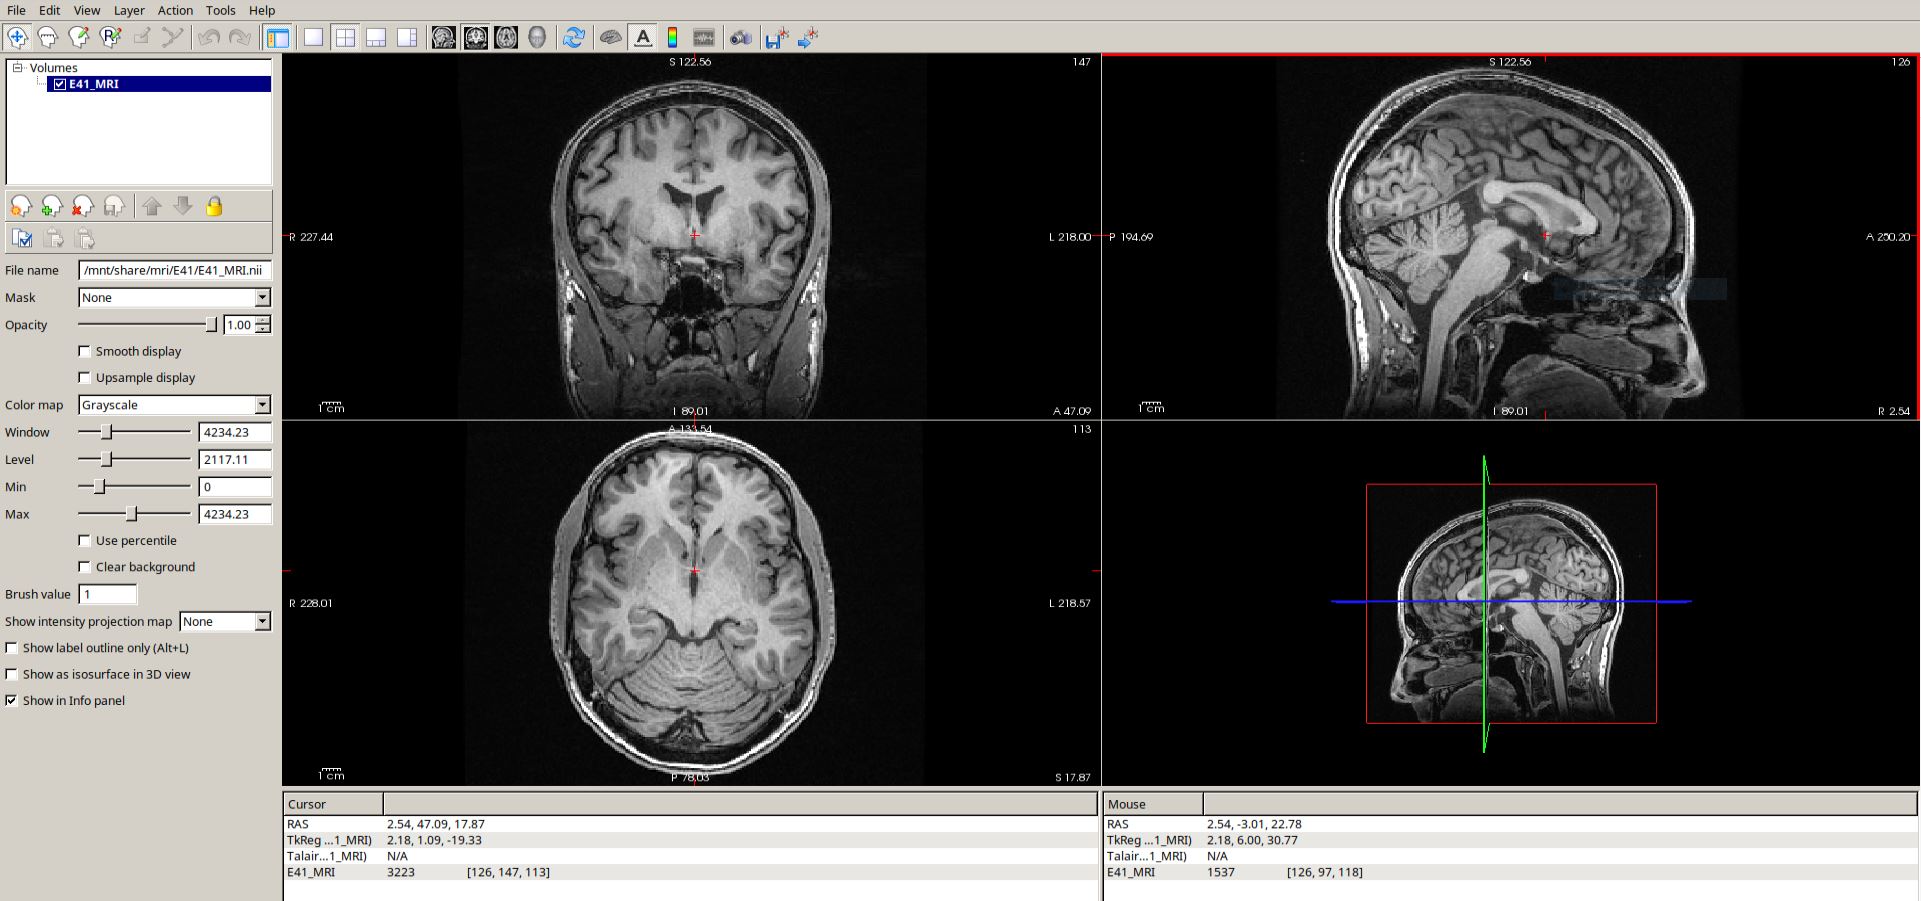 File Edit View Layer Action Tools Help
R
A
Volumes
E41_MRI
File name /mnt/share/mri/E41/E41_MRI.nii
Mask None
Opacity 1.00
Smooth display
Upsample display
Color map Grayscale
Window 4234.23
Level 2117.11
Min 0
Max 4234.23
Use percentile
Clear background
Brush value 1
Show intensity projection map None
Show label outline only (Alt+L)
Show as isosurface in 3D view
Show in Info panel
S 122.56
147
R 227.44
L 218.00
1 cm
I 89.01
A 47.09
S 122.56
126
P 194.69
A 250.20
1 cm
I 89.01
R 2.54
A 133.54
113
R 228.01
L 218.57
1 cm
P 78.03
S 17.87
Cursor
RAS 2.54, 47.09, 17.87
TkReg ...1_MRI) 2.18, 1.09, -19.33
Talair...1_MRI) N/A
E41_MRI 3223 [126, 147, 113]
Mouse
RAS 2.54, -3.01, 22.78
TkReg ...1_MRI) 2.18, 6.00, 30.77
Talair...1_MRI) N/A
E41_MRI 1537 [126, 97, 118]